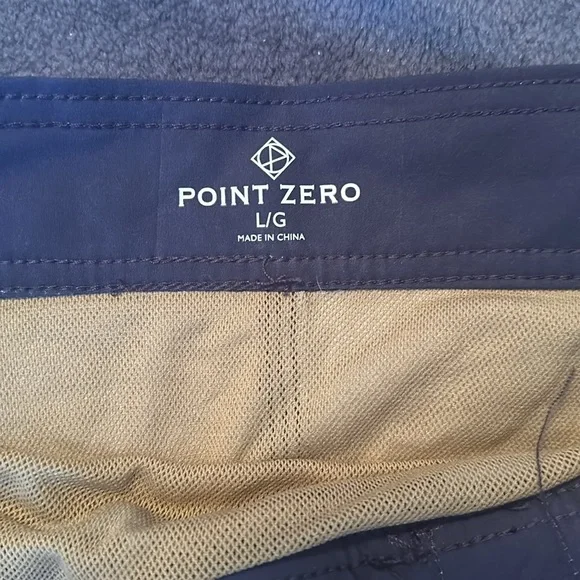 POINT ZERO
L/G
MADE IN CHINA